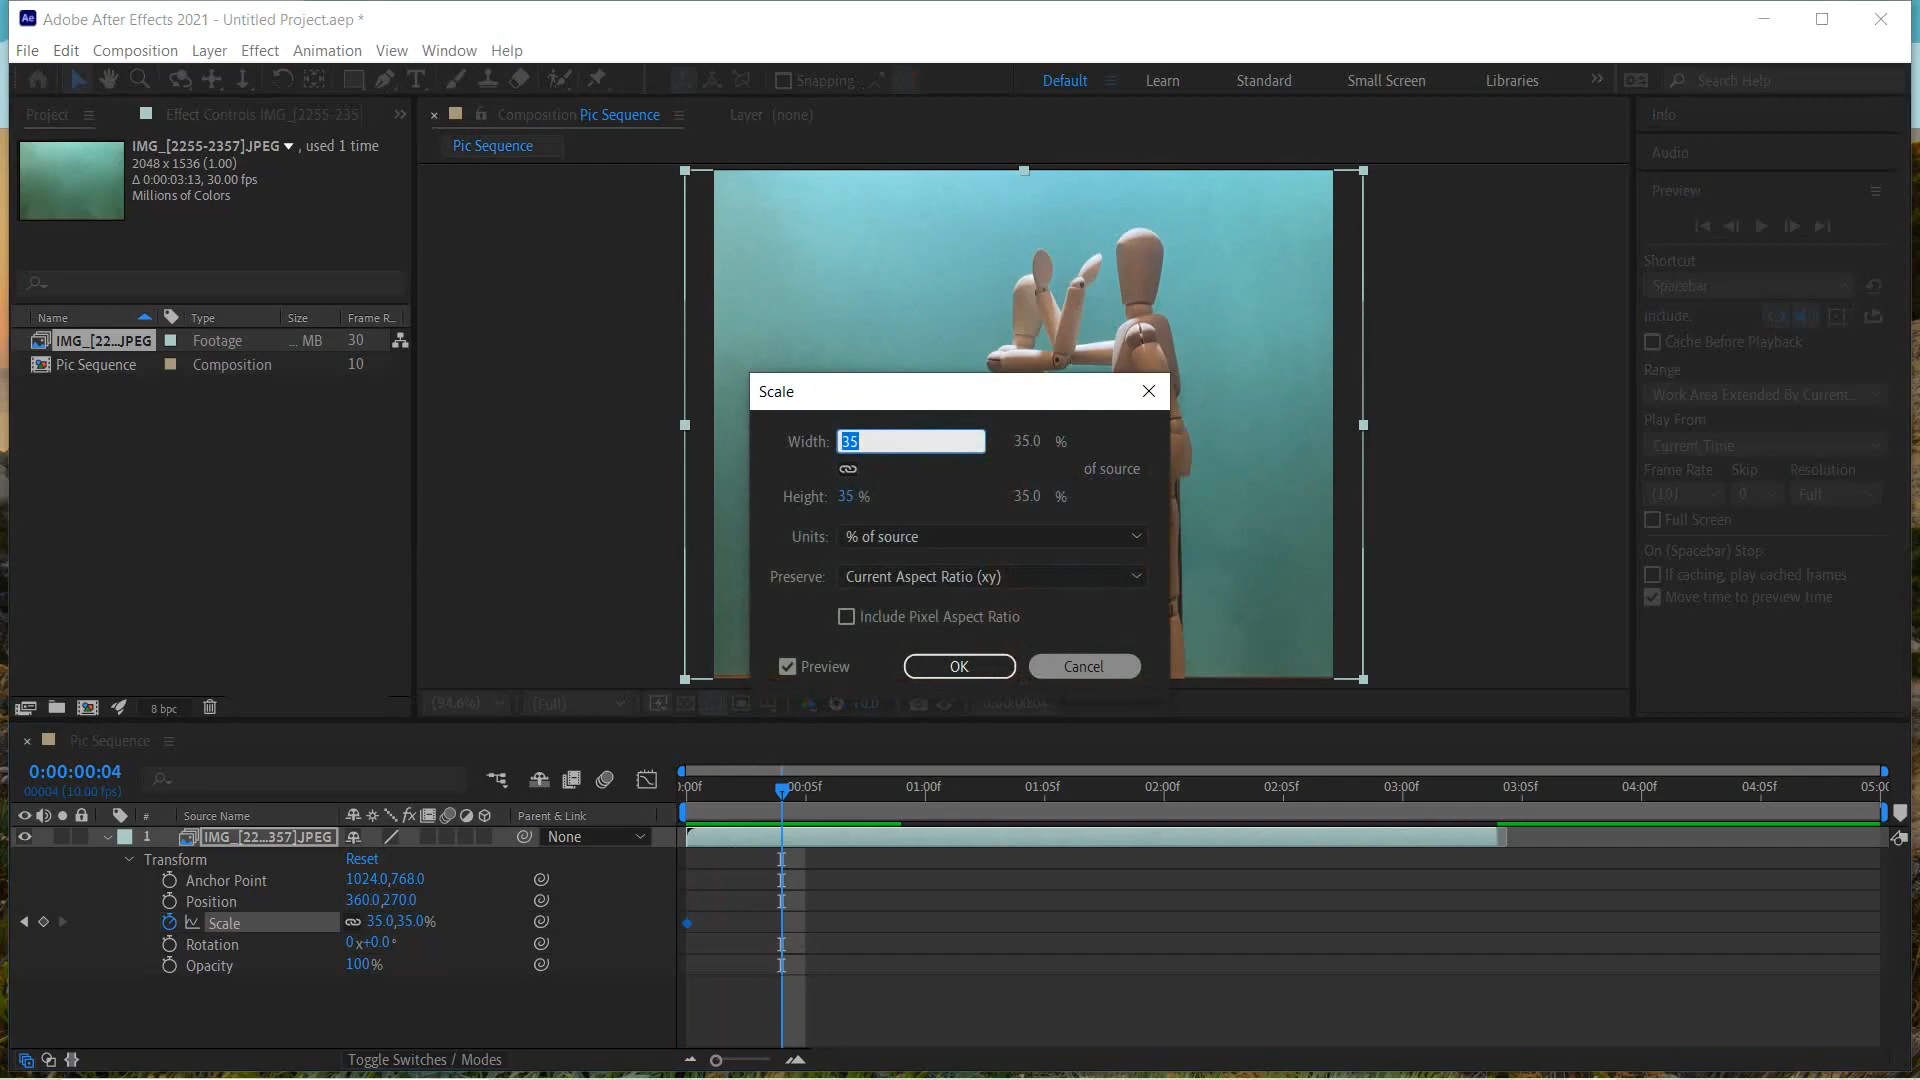 Adobe After Effects 2021 - Untitled Project.aep *
File Edit Composition Layer Effect Animation View Window Help
Snapping
Default Learn Standard Small Screen Libraries Search Help
Project Effect Controls IMG_[2255-235
Composition Pic Sequence Layer (none)
Pic Sequence
IMG_[2255-2357].JPEG , used 1 time
2048 x 1536 (1.00)
Δ 0:00:03:13, 30.00 fps
Millions of Colors
Name Type Size Frame R...
IMG_[22...JPEG Footage ... MB 30
Pic Sequence Composition 10
8 bpc
Info
Audio
Preview
Shortcut
Spacebar
Include:
Cache Before Playback
Range
Work Area Extended By Current...
Play From
Current Time
Frame Rate Skip Resolution
(10) 0 Full
Full Screen
On (Spacebar) Stop:
If caching, play cached frames
Move time to preview time
Scale
Width: 35 35.0 %
of source
Height: 35 % 35.0 %
Units: % of source
Preserve: Current Aspect Ratio (xy)
Include Pixel Aspect Ratio
Preview OK Cancel
(94.6%) (Full) +0.0 0:00:00:04
Pic Sequence
0:00:00:04
00004 (10.00 fps)
0:00f 00:05f 01:00f 01:05f 02:00f 02:05f 03:00f 03:05f 04:00f 04:05f 05:00
# Source Name fx Parent & Link
1 IMG_[22...357].JPEG None
Transform Reset
Anchor Point 1024.0,768.0
Position 360.0,270.0
Scale 35.0,35.0%
Rotation 0x+0.0°
Opacity 100%
Toggle Switches / Modes